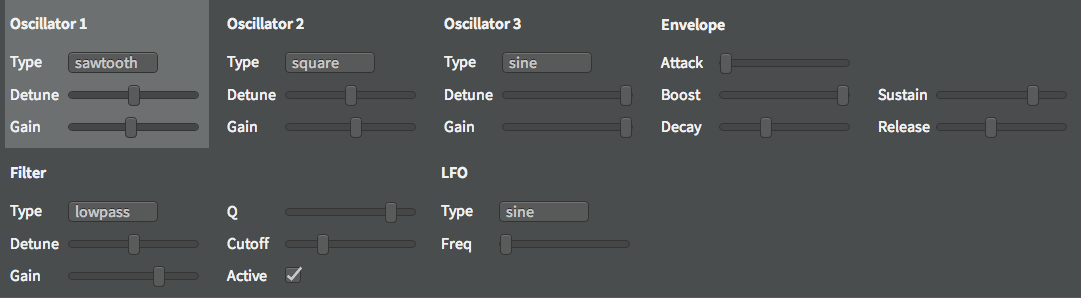 Oscillator 1 Oscillator 2 Oscillator 3 Envelope
Type sawtooth Type square Type sine Attack
Detune Detune Detune Boost Sustain
Gain Gain Gain Decay Release
Filter LFO
Type lowpass Q Type sine
Detune Cutoff Freq
Gain Active